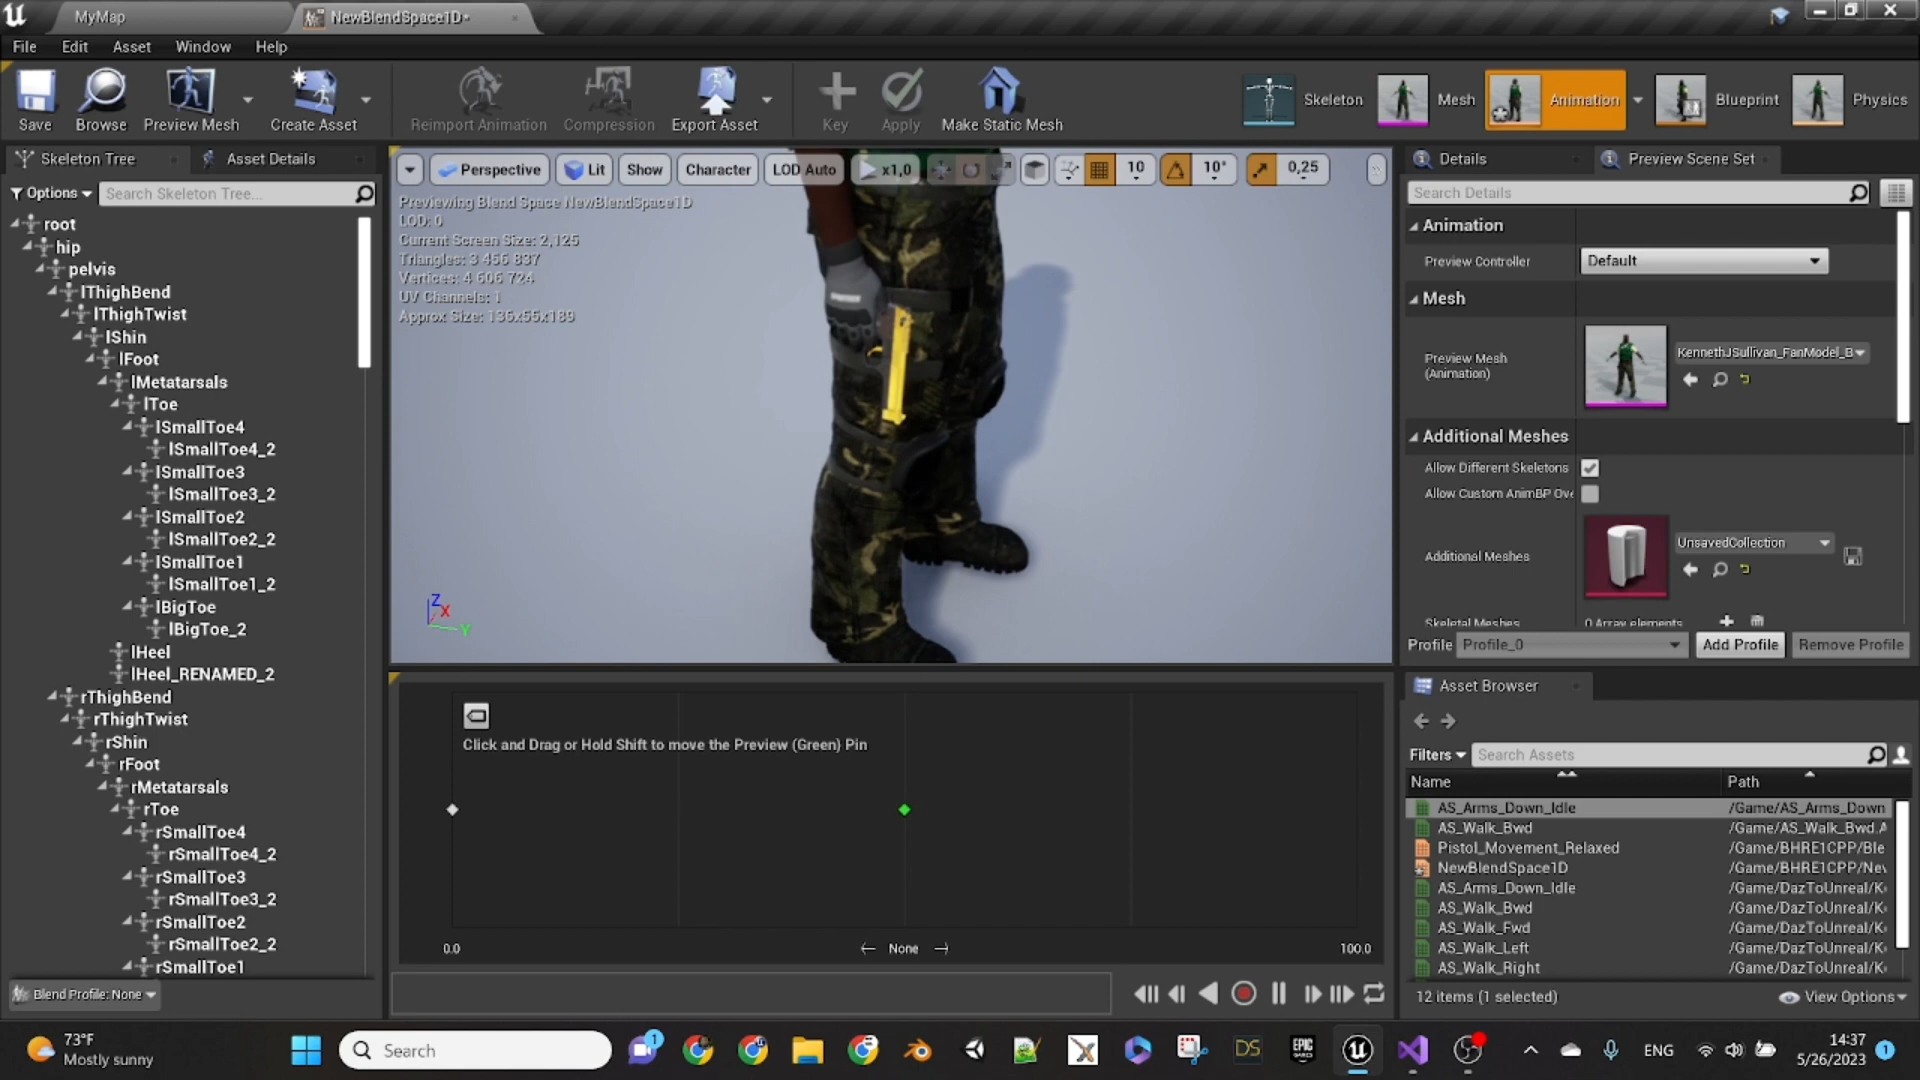 MyMap
NewBlendSpace1D*
File Edit Asset Window Help
Save Browse Preview Mesh Create Asset Reimport Animation Compression Export Asset Key Apply Make Static Mesh Skeleton Mesh Animation Blueprint Physics
Skeleton Tree
Asset Details
Options
Search Skeleton Tree...
root
hip
pelvis
lThighBend
lThighTwist
lShin
lFoot
lMetatarsals
lToe
lSmallToe4
lSmallToe4_2
lSmallToe3
lSmallToe3_2
lSmallToe2
lSmallToe2_2
lSmallToe1
lSmallToe1_2
lBigToe
lBigToe_2
lHeel
lHeel_RENAMED_2
rThighBend
rThighTwist
rShin
rFoot
rMetatarsals
rToe
rSmallToe4
rSmallToe4_2
rSmallToe3
rSmallToe3_2
rSmallToe2
rSmallToe2_2
rSmallToe1
Blend Profile: None
Perspective Lit Show Character LOD Auto x1,0 10 10° 0,25
Previewing Blend Space NewBlendSpace1D
LOD: 0
Current Screen Size: 2,125
Triangles: 3 456 837
Vertices: 4 606 724
UV Channels: 1
Approx Size: 136x55x189
Z
X
Y
Click and Drag or Hold Shift to move the Preview (Green) Pin
0.0 None 100.0
Details
Preview Scene Set
Search Details
Animation
Preview Controller Default
Mesh
Preview Mesh
(Animation)
KennethJSullivan_FanModel_B
Additional Meshes
Allow Different Skeletons
Allow Custom AnimBP Ove
Additional Meshes
UnsavedCollection
Skeletal Meshes 0 Array elements
Profile Profile_0 Add Profile Remove Profile
Asset Browser
Filters Search Assets
Name Path
AS_Arms_Down_Idle /Game/AS_Arms_Down
AS_Walk_Bwd /Game/AS_Walk_Bwd.A
Pistol_Movement_Relaxed /Game/BHRE1CPP/Ble
NewBlendSpace1D /Game/BHRE1CPP/Nev
AS_Arms_Down_Idle /Game/DazToUnreal/K
AS_Walk_Bwd /Game/DazToUnreal/K
AS_Walk_Fwd /Game/DazToUnreal/K
AS_Walk_Left /Game/DazToUnreal/K
AS_Walk_Right /Game/DazToUnreal/K
12 items (1 selected) View Options
73°F
Mostly sunny
Search
1
DS
EPIC
GAMES
ENG
14:37
5/26/2023
1